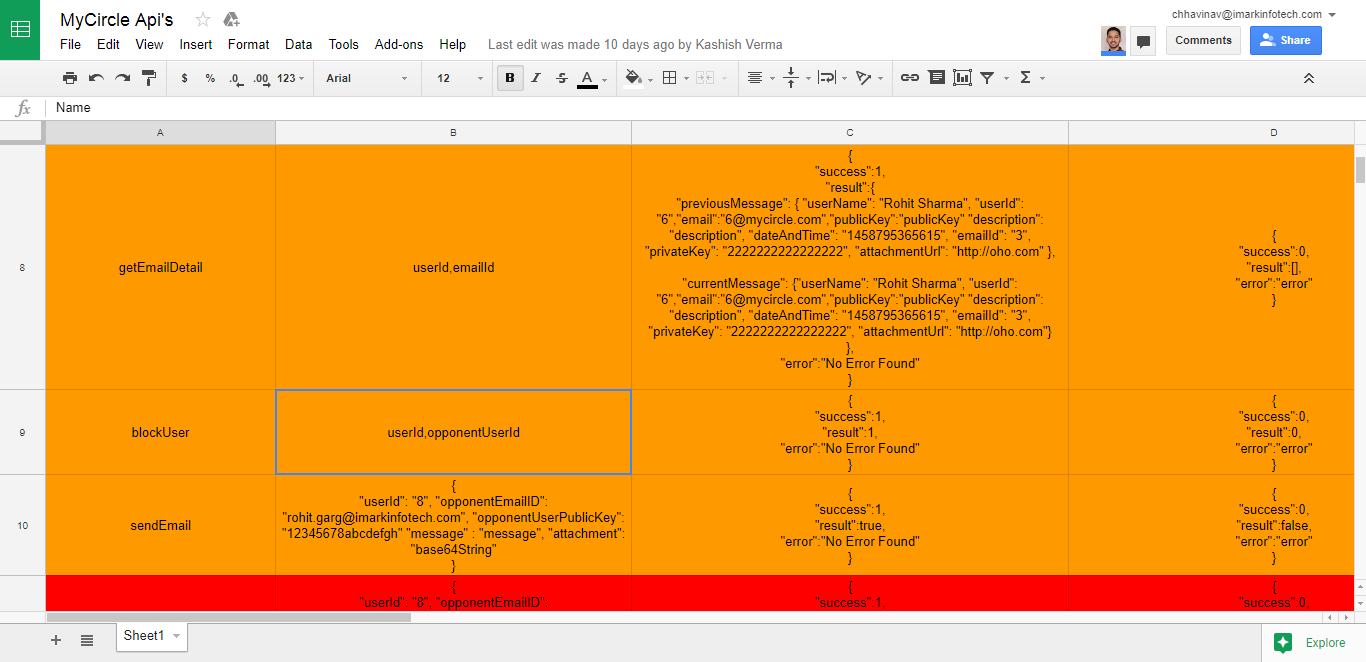 MyCircle Api's
chhavinav@imarkinfotech.com
File Edit View Insert Format Data Tools Add-ons Help Last edit was made 10 days ago by Kashish Verma
Comments
Share
$ % .0 .00 123 Arial 12 B I S A Σ
fx Name
A B C D
8
getEmailDetail
userId,emailId
{
"success":1,
"result":{
"previousMessage": { "userName": "Rohit Sharma", "userId":
"6","email":"6@mycircle.com","publicKey":"publicKey" "description":
"description", "dateAndTime": "1458795365615", "emailId": "3",
"privateKey": "2222222222222222", "attachmentUrl": "http://oho.com" },
"currentMessage": {"userName": "Rohit Sharma", "userId":
"6","email":"6@mycircle.com","publicKey":"publicKey" "description":
"description", "dateAndTime": "1458795365615", "emailId": "3",
"privateKey": "2222222222222222", "attachmentUrl": "http://oho.com"}
},
"error":"No Error Found"
}
{
"success":0,
"result":[],
"error":"error"
}
9
blockUser
userId,opponentUserId
{
"success":1,
"result":1,
"error":"No Error Found"
}
{
"success":0,
"result":0,
"error":"error"
}
10
sendEmail
{
"userId": "8", "opponentEmailID":
"rohit.garg@imarkinfotech.com", "opponentUserPublicKey":
"12345678abcdefgh" "message" : "message", "attachment":
"base64String"
}
{
"success":1,
"result":true,
"error":"No Error Found"
}
{
"success":0,
"result":false,
"error":"error"
}
{
"userId": "8", "opponentEmailID":
{
"success":1,
{
"success":0,
Sheet1
Explore